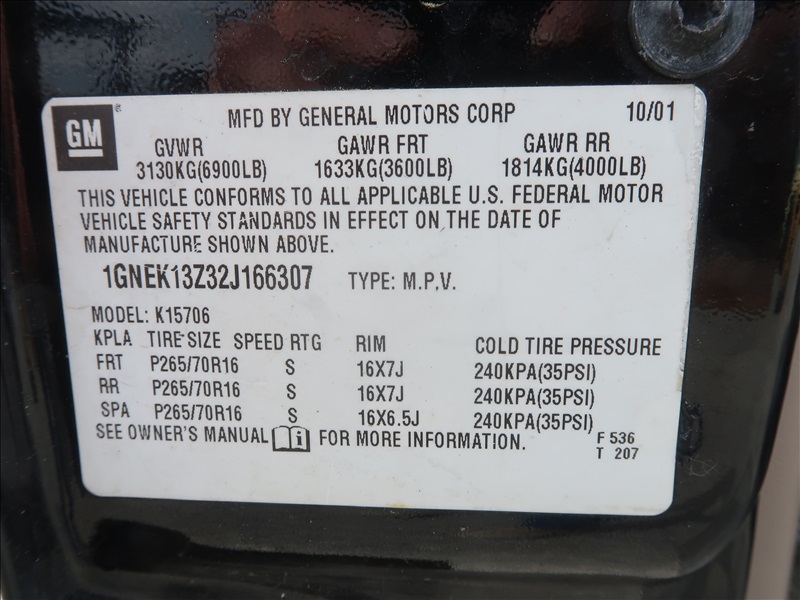 GM
MFD BY GENERAL MOTORS CORP 10/01
GVWR GAWR FRT GAWR RR
3130KG(6900LB) 1633KG(3600LB) 1814KG(4000LB)
THIS VEHICLE CONFORMS TO ALL APPLICABLE U.S. FEDERAL MOTOR
VEHICLE SAFETY STANDARDS IN EFFECT ON THE DATE OF
MANUFACTURE SHOWN ABOVE.
1GNEK13Z32J166307 TYPE: M.P.V.
MODEL: K15706
KPLA TIRE SIZE SPEED RTG RIM COLD TIRE PRESSURE
FRT P265/70R16 S 16X7J 240KPA(35PSI)
RR P265/70R16 S 16X7J 240KPA(35PSI)
SPA P265/70R16 S 16X6.5J 240KPA(35PSI)
SEE OWNER'S MANUAL i FOR MORE INFORMATION. F 536
T 207